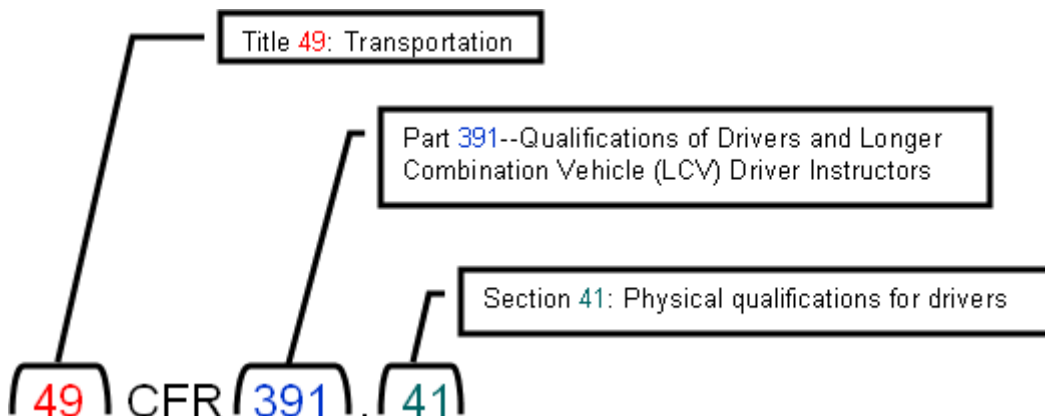 Title 49: Transportation
Part 391--Qualifications of Drivers and Longer
Combination Vehicle (LCV) Driver Instructors
Section 41: Physical qualifications for drivers
49 CFR 391 . 41